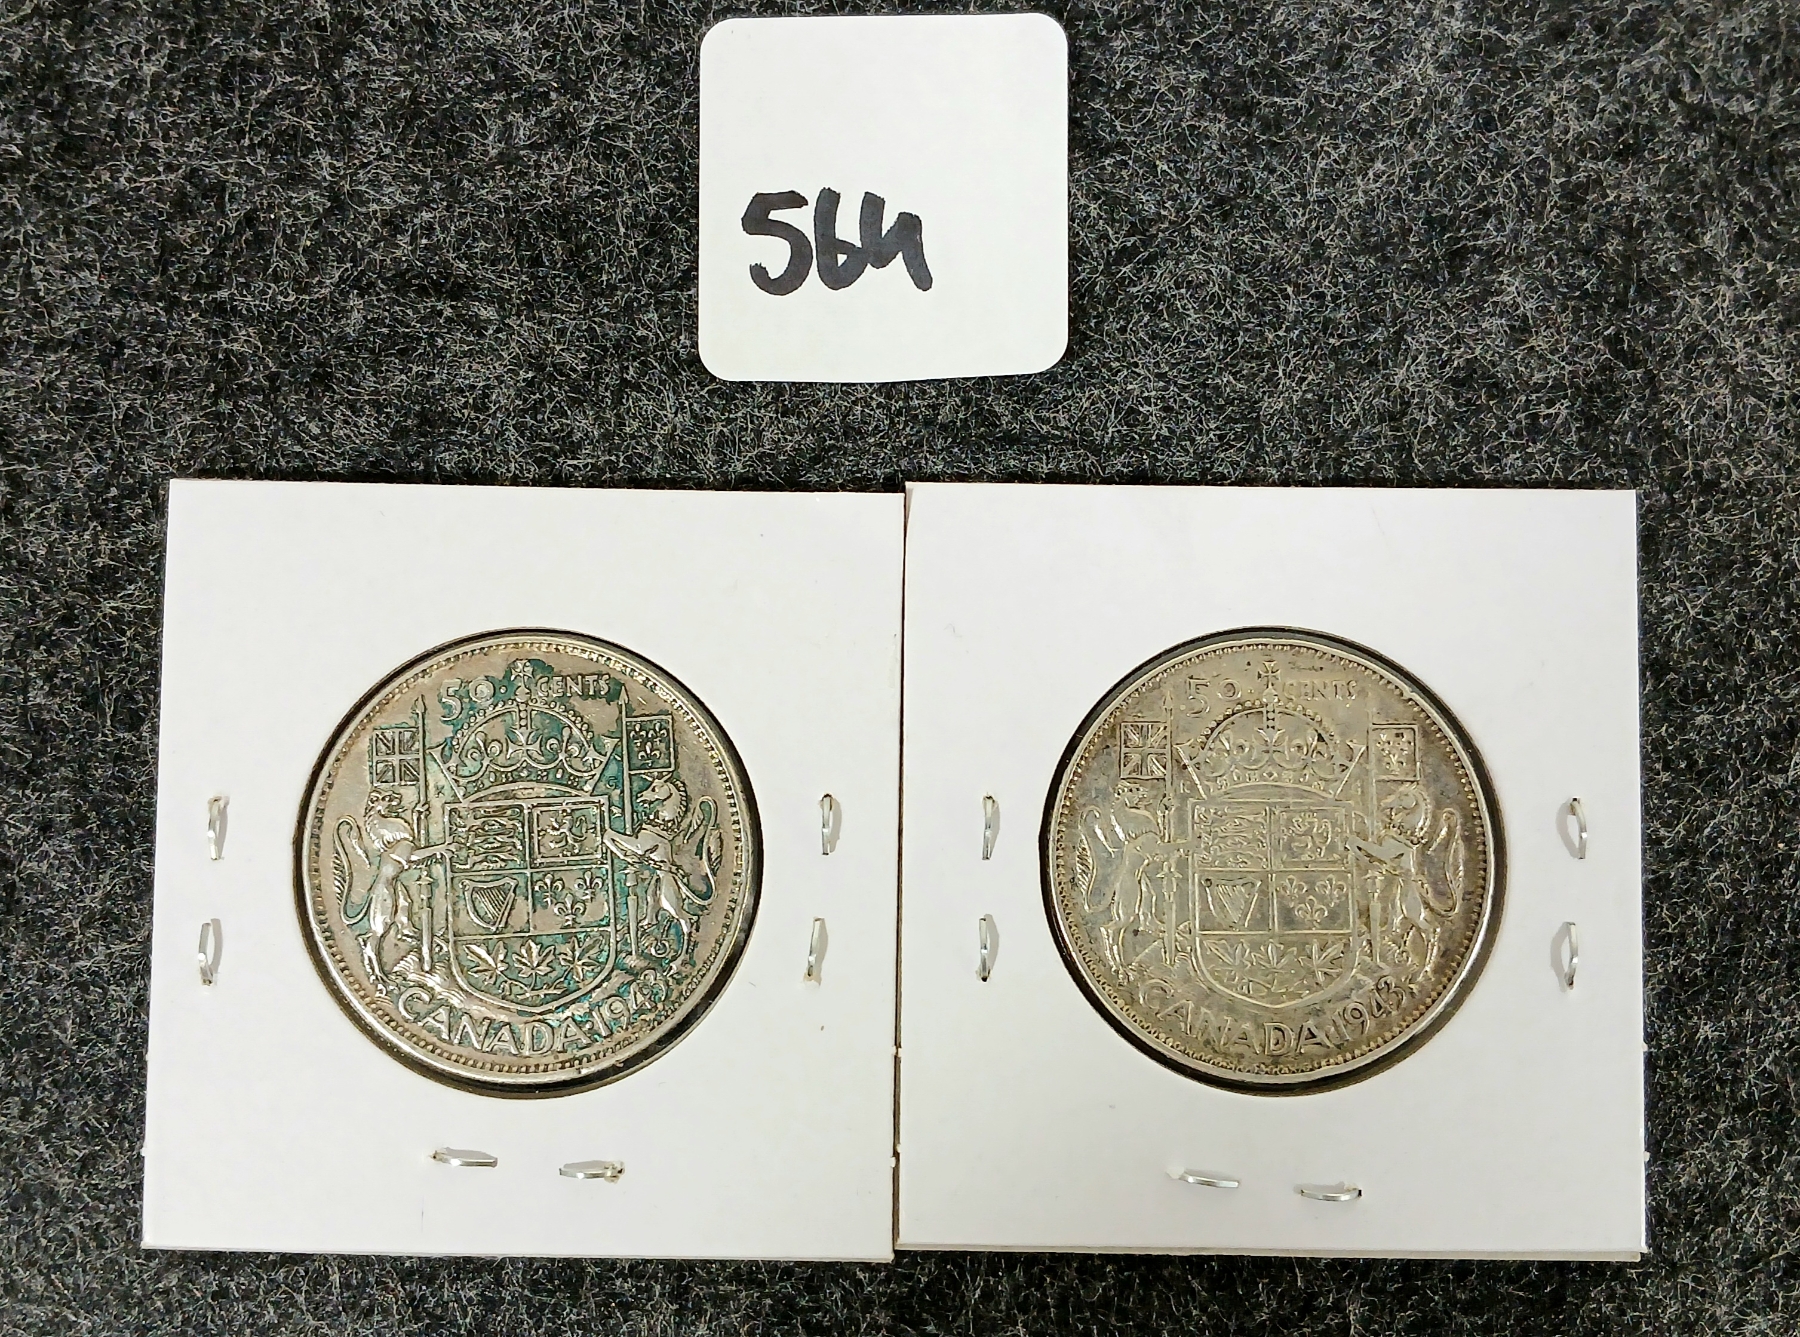 564
50 · CENTS
K G
CANADA · 1943
50 · CENTS
K G
CANADA · 1943